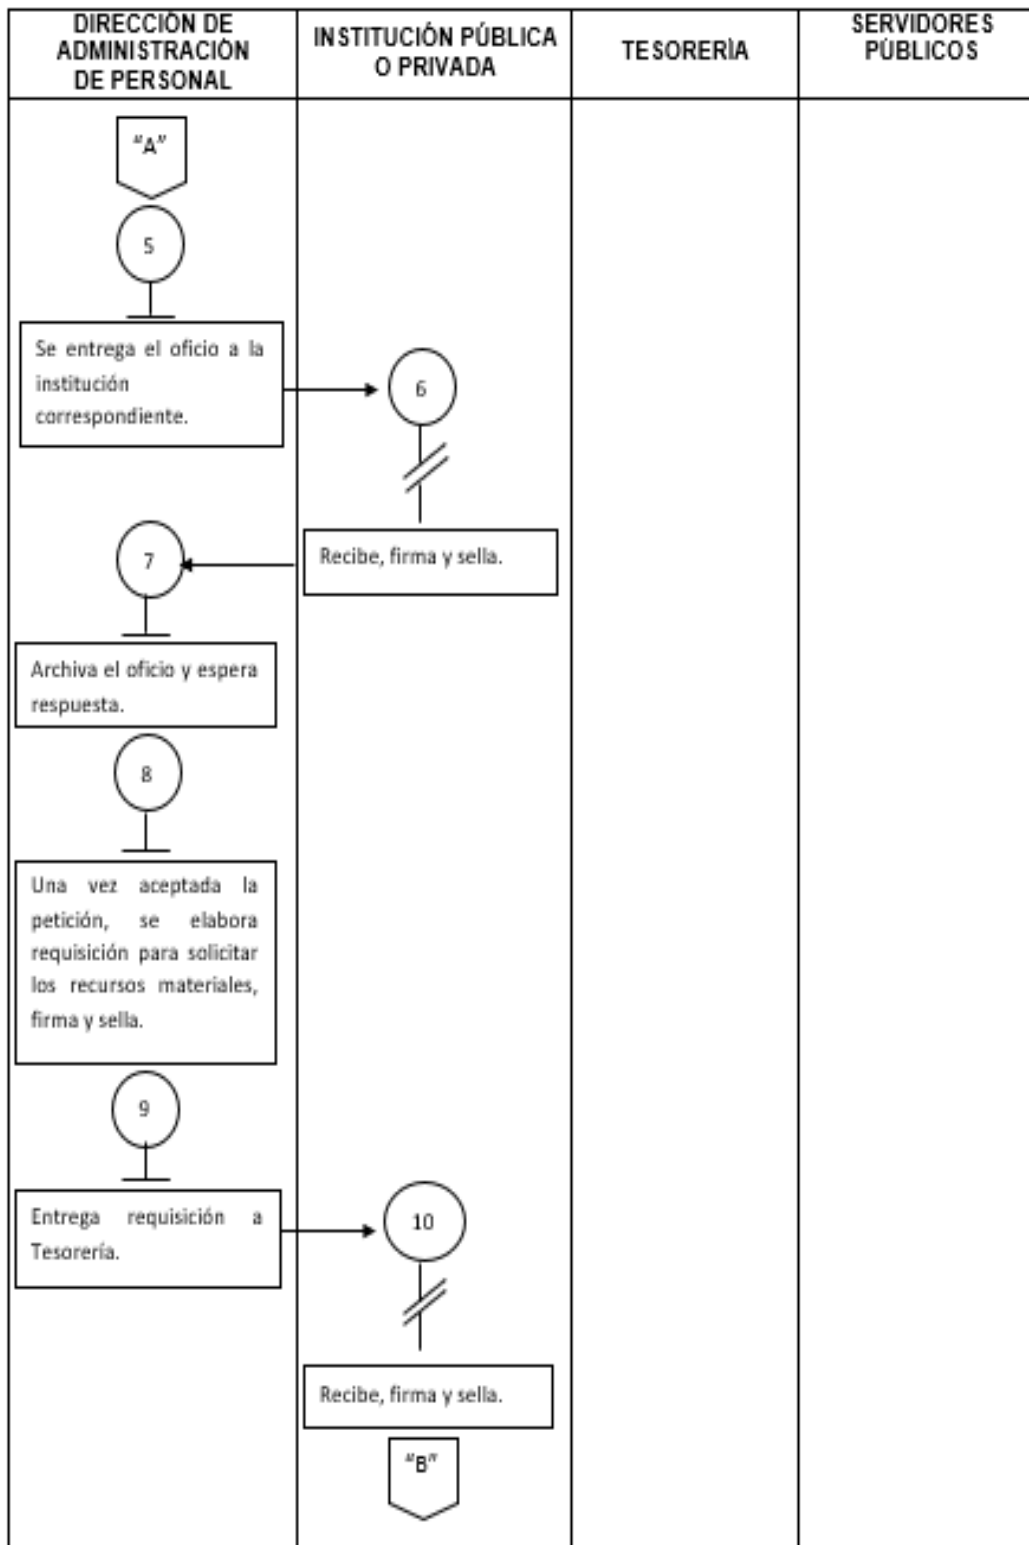 DIRECCIÓN DE
ADMINISTRACIÓN
DE PERSONAL
INSTITUCIÓN PÚBLICA
O PRIVADA
TESORERÍA
SERVIDORES
PÚBLICOS
"A"
5
Se entrega el oficio a la
institución
correspondiente.
6
Recibe, firma y sella.
7
Archiva el oficio y espera
respuesta.
8
Una vez aceptada la
petición, se elabora
requisición para solicitar
los recursos materiales,
firma y sella.
9
Entrega requisición a
Tesorería.
10
Recibe, firma y sella.
"B"